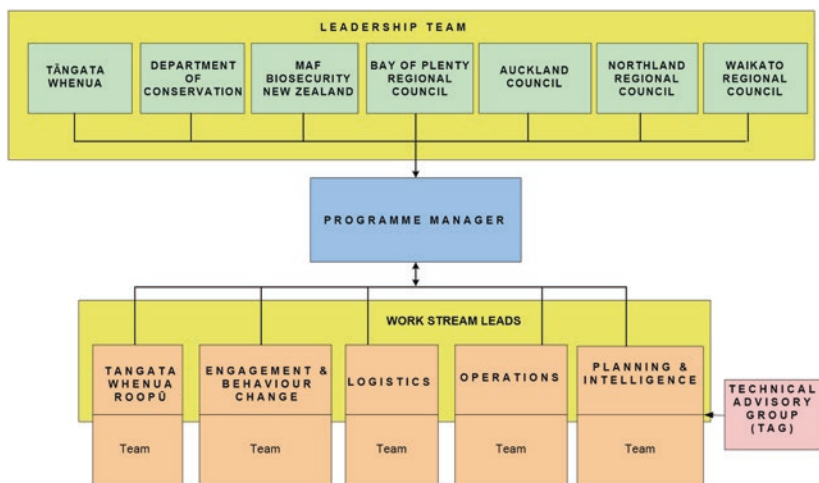 LEADERSHIP TEAM
TĀNGATA
WHENUA
DEPARTMENT
OF
CONSERVATION
MAF
BIOSECURITY
NEW ZEALAND
BAY OF PLENTY
REGIONAL
COUNCIL
AUCKLAND
COUNCIL
NORTHLAND
REGIONAL
COUNCIL
WAIKATO
REGIONAL
COUNCIL
PROGRAMME MANAGER
WORK STREAM LEADS
TANGATA
WHENUA
ROOPŪ
ENGAGEMENT &
BEHAVIOUR
CHANGE
LOGISTICS
OPERATIONS
PLANNING &
INTELLIGENCE
TECHNICAL
ADVISORY
GROUP
(TAG)
Team
Team
Team
Team
Team